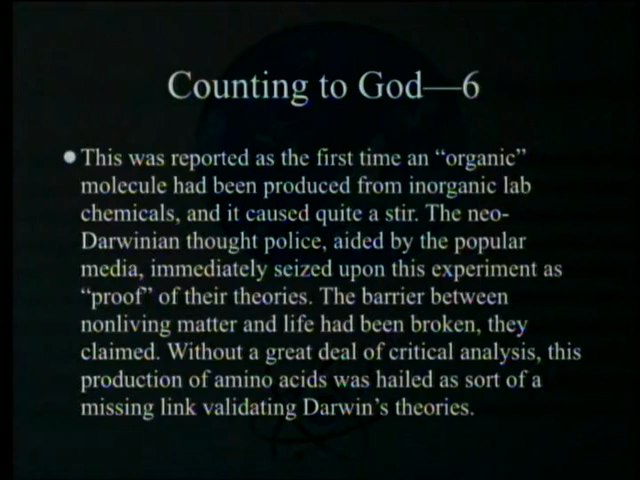 Counting to God—6
This was reported as the first time an “organic”
molecule had been produced from inorganic lab
chemicals, and it caused quite a stir. The neo-
Darwinian thought police, aided by the popular
media, immediately seized upon this experiment as
“proof” of their theories. The barrier between
nonliving matter and life had been broken, they
claimed. Without a great deal of critical analysis, this
production of amino acids was hailed as sort of a
missing link validating Darwin’s theories.